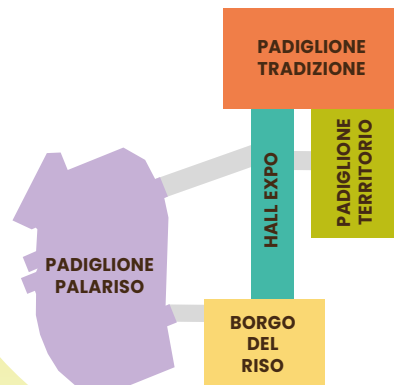 PADIGLIONE
TRADIZIONE
HALL EXPO
PADIGLIONE
TERRITORIO
PADIGLIONE
PALARISO
BORGO
DEL
RISO